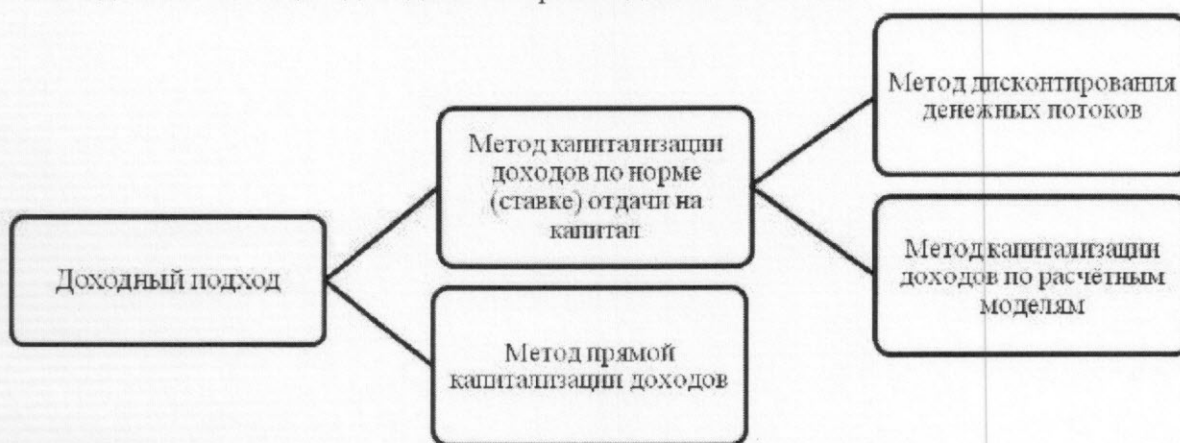 Доходный подход
Метод капитализации
доходов по норме
(ставке) отдачи на
капитал
Метод прямой
капитализации доходов
Метод дисконтирования
денежных потоков
Метод капитализации
доходов по расчётным
моделям